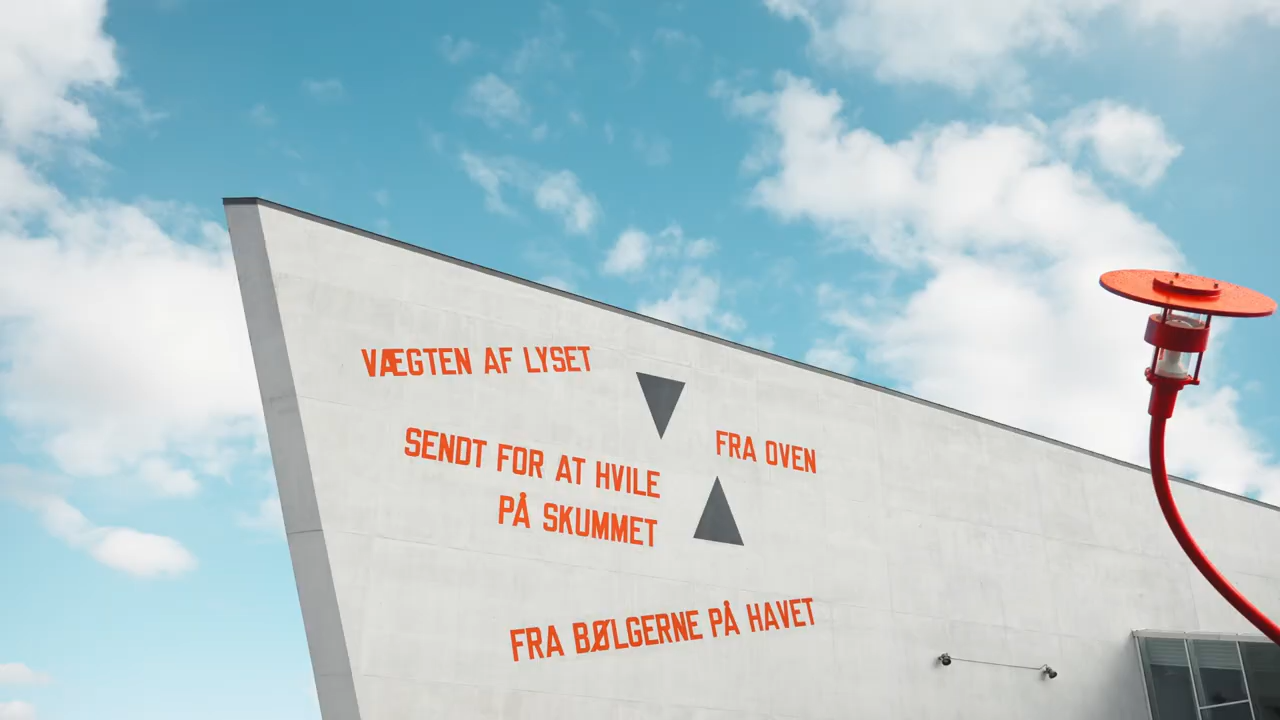 VÆGTEN AF LYSET
FRA OVEN
SENDT FOR AT HVILE
PÅ SKUMMET
FRA BØLGERNE PÅ HAVET